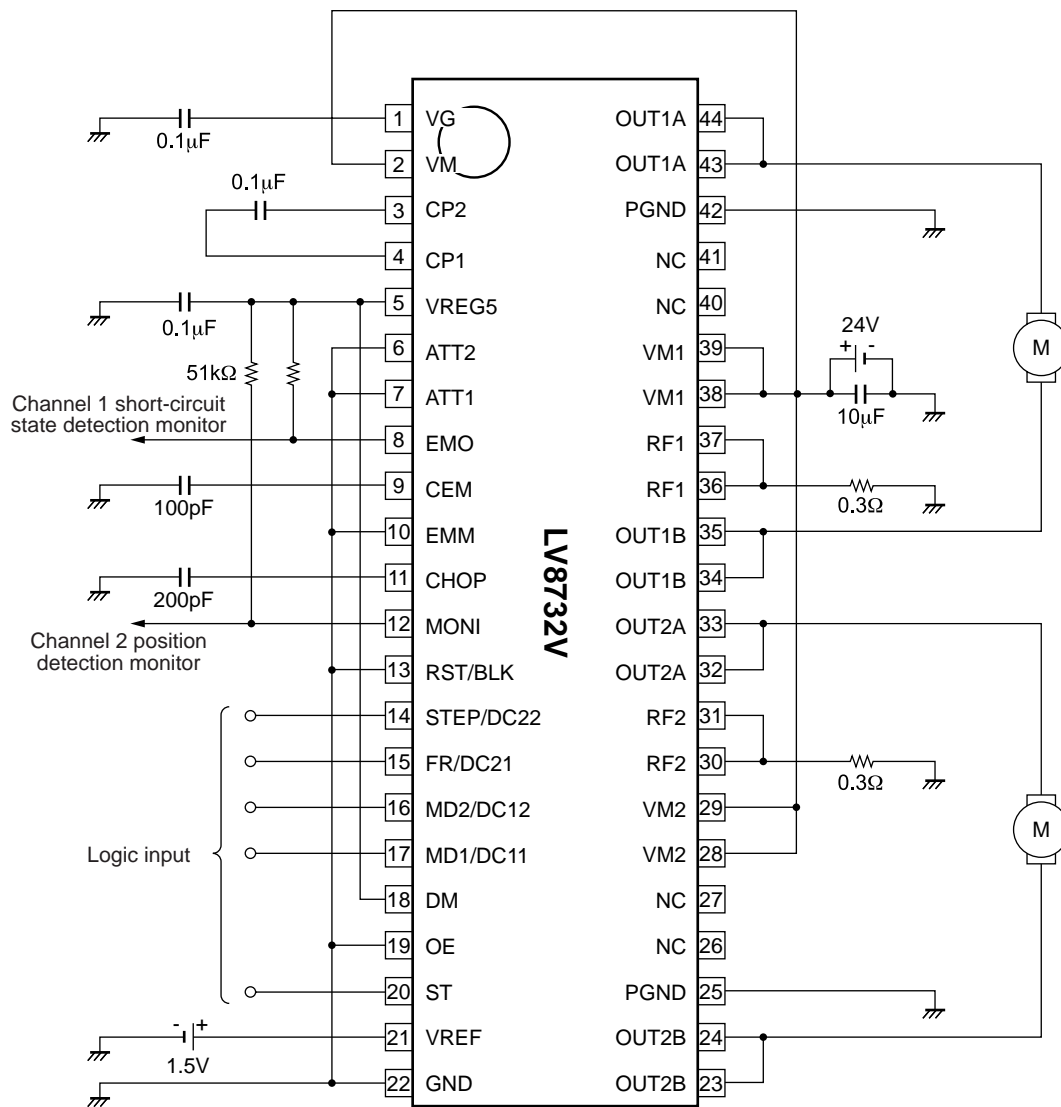 1 VG OUT1A 44
0.1µF
2 VM OUT1A 43
0.1µF
3 CP2 PGND 42
4 CP1 NC 41
5 VREG5 NC 40
0.1µF
24V
+ -
6 ATT2 VM1 39
M
51kΩ
7 ATT1 VM1 38
10µF
Channel 1 short-circuit
state detection monitor
8 EMO RF1 37
9 CEM RF1 36
100pF
0.3Ω
10 EMM OUT1B 35
LV8732V
11 CHOP OUT1B 34
200pF
12 MONI OUT2A 33
Channel 2 position
detection monitor
13 RST/BLK OUT2A 32
14 STEP/DC22 RF2 31
15 FR/DC21 RF2 30
0.3Ω
16 MD2/DC12 VM2 29
M
Logic input
17 MD1/DC11 VM2 28
18 DM NC 27
19 OE NC 26
20 ST PGND 25
- +
21 VREF OUT2B 24
1.5V
22 GND OUT2B 23